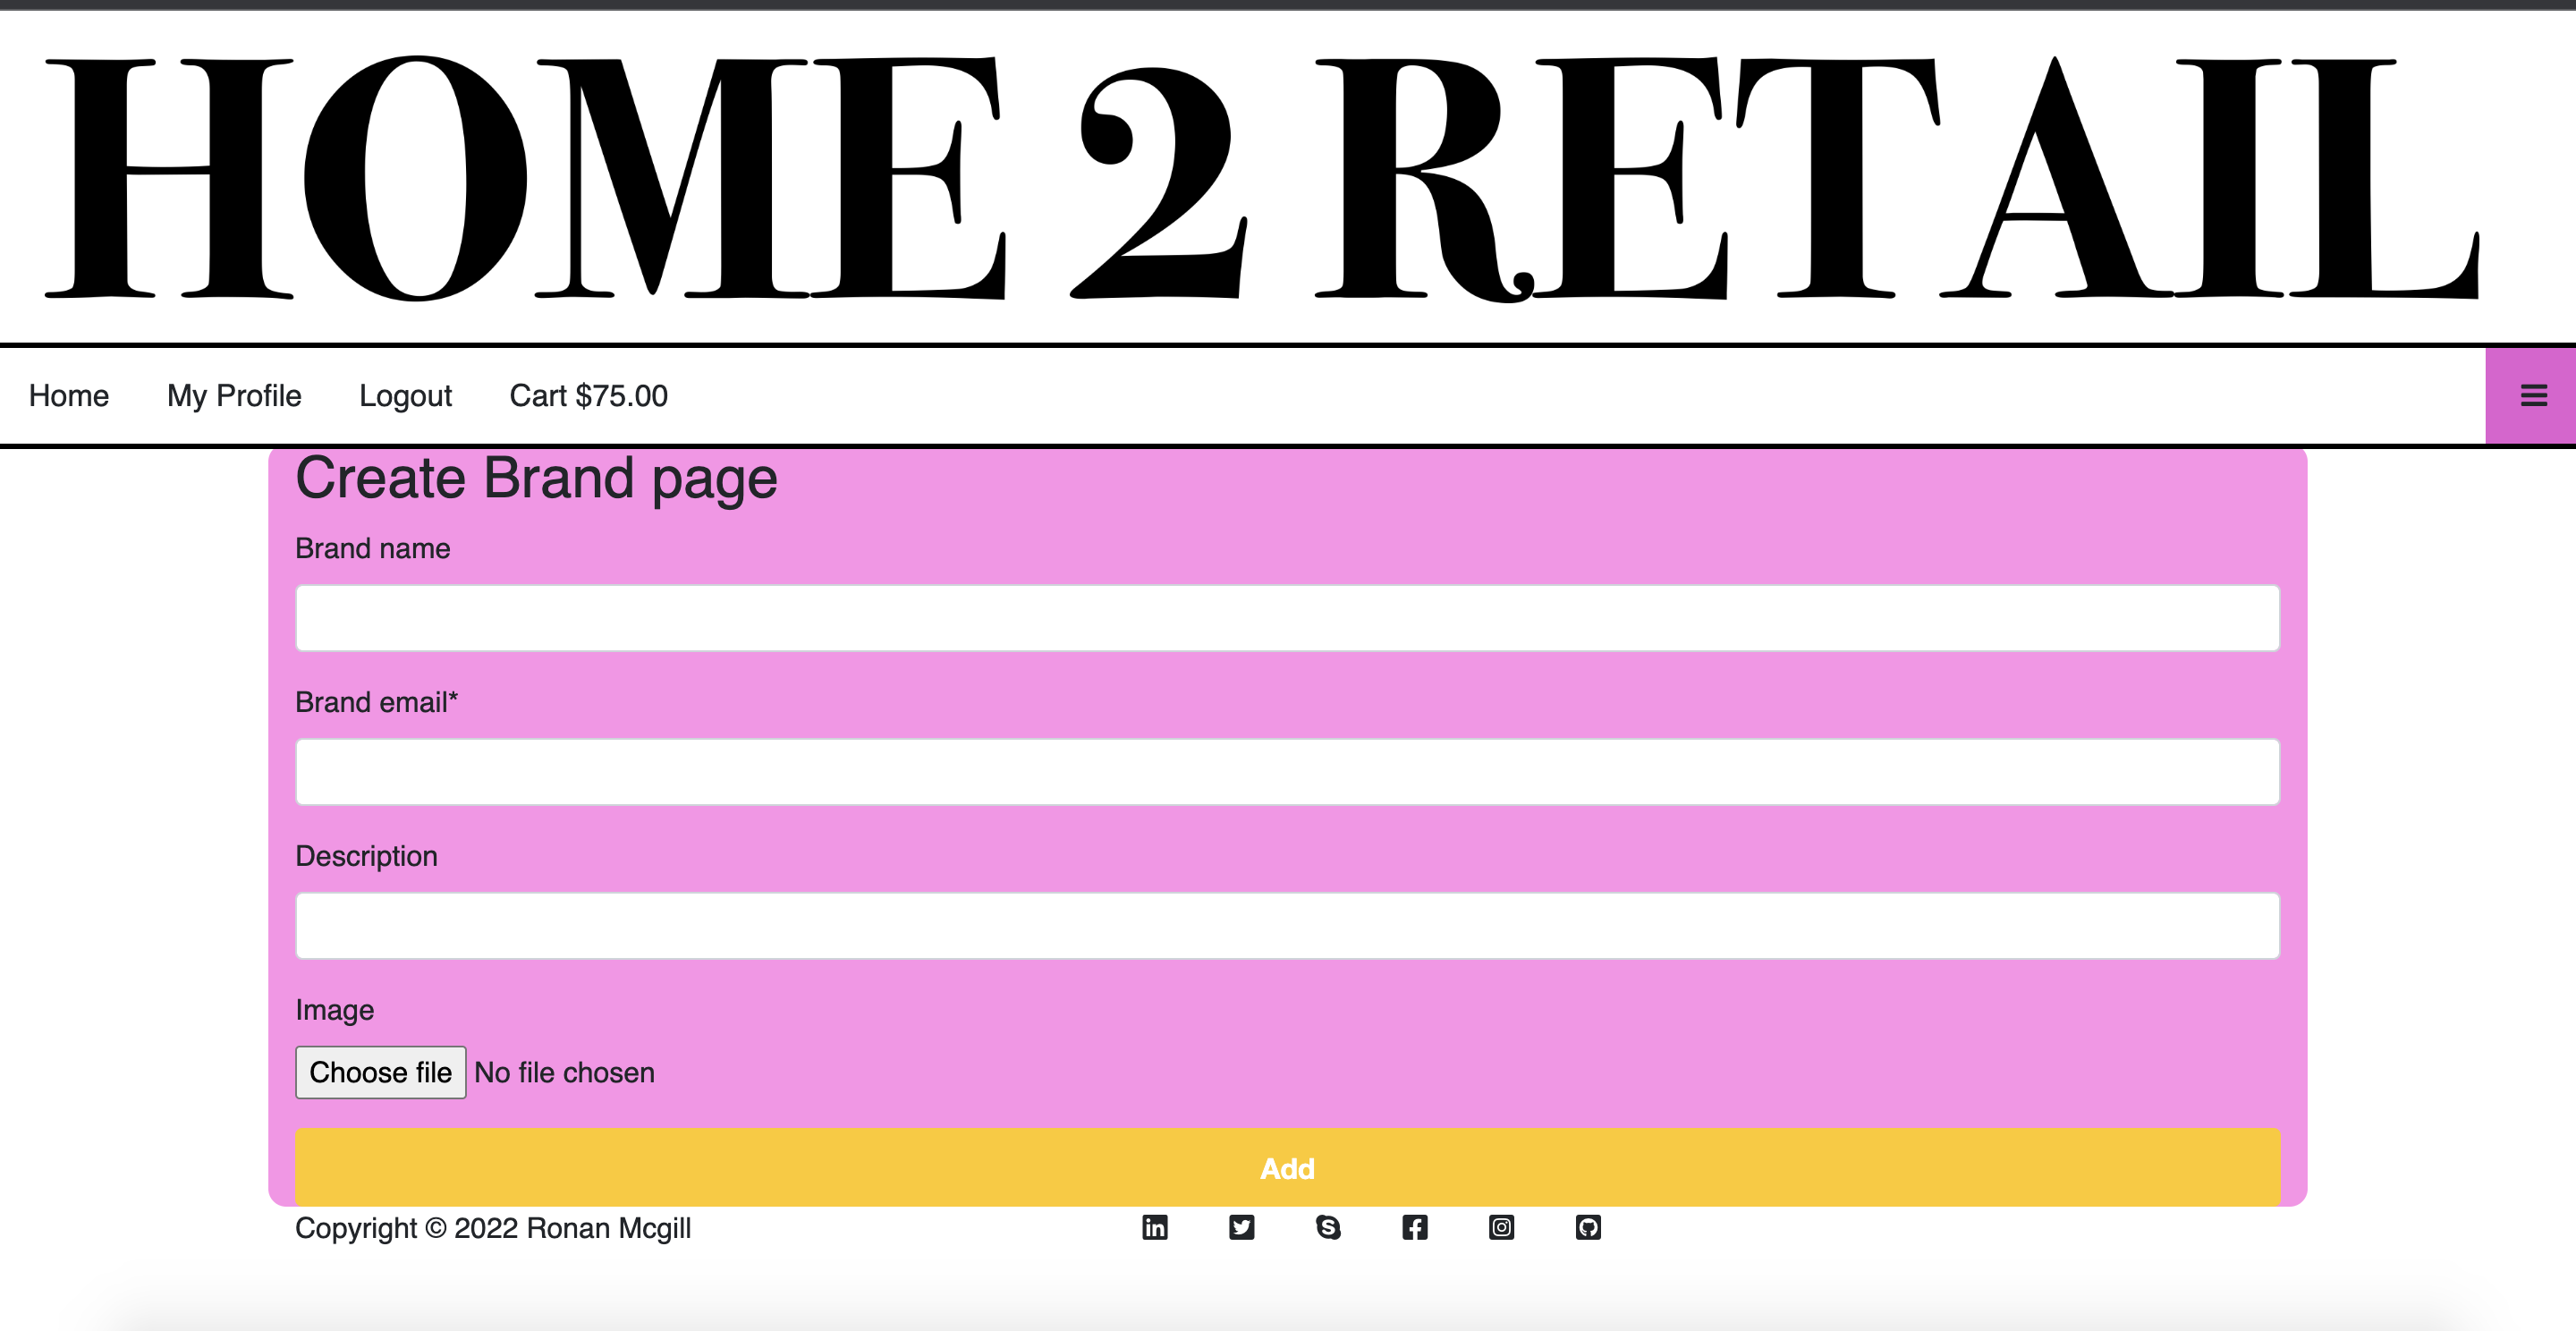 HOME 2 RETAIL
Home My Profile Logout Cart $75.00
Create Brand page
Brand name
Brand email*
Description
Image
Choose file No file chosen
Add
Copyright © 2022 Ronan Mcgill